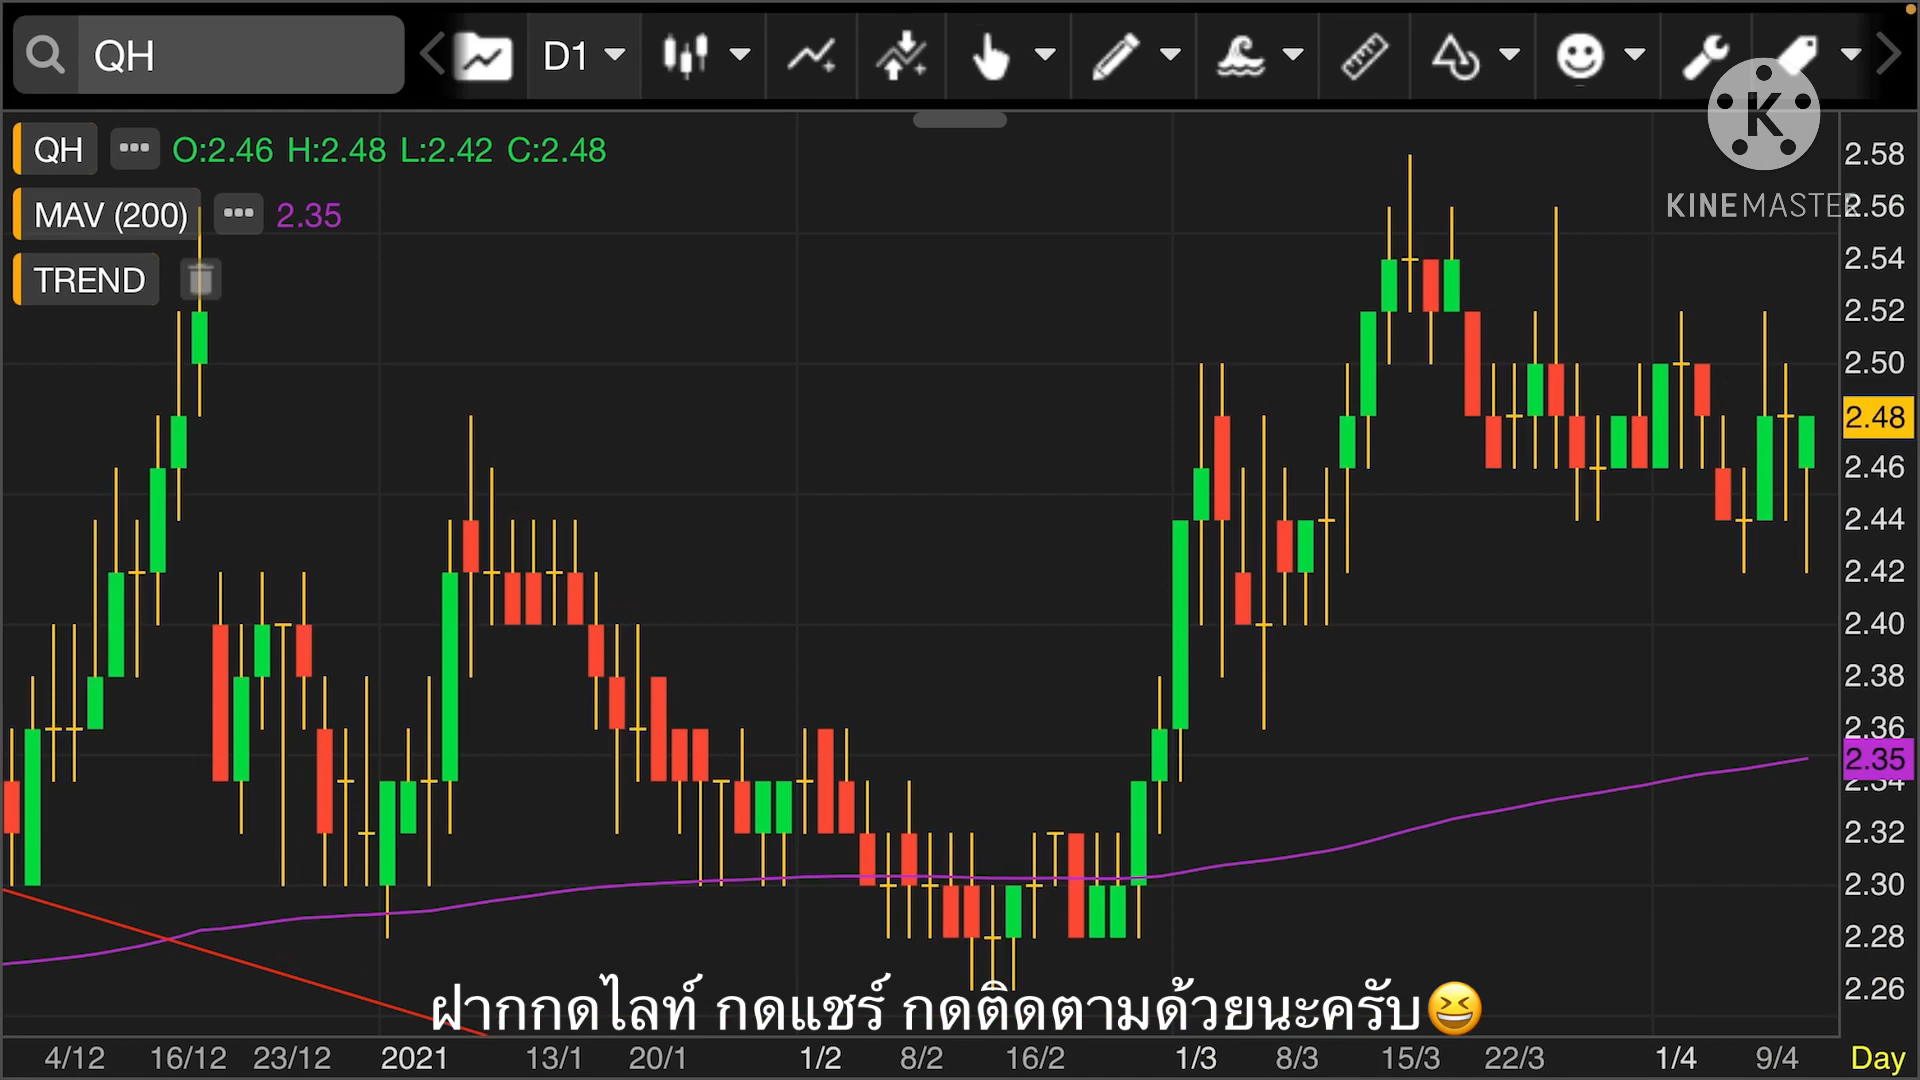 QH
D1
K
KINEMASTER
QH ••• O:2.46 H:2.48 L:2.42 C:2.48
MAV (200) ••• 2.35
TREND
2.58
2.56
2.54
2.52
2.50
2.48
2.46
2.44
2.42
2.40
2.38
2.36
2.35
2.34
2.32
2.30
2.28
2.26
ฝากกดไลท์ กดแชร์ กดติดตามด้วยนะครับ😆
4/12 16/12 23/12 2021 13/1 20/1 1/2 8/2 16/2 1/3 8/3 15/3 22/3 1/4 9/4 Day